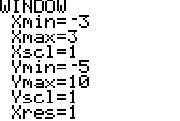 WINDOW
Xmin=-3
Xmax=3
Xscl=1
Ymin=-5
Ymax=10
Yscl=1
Xres=1